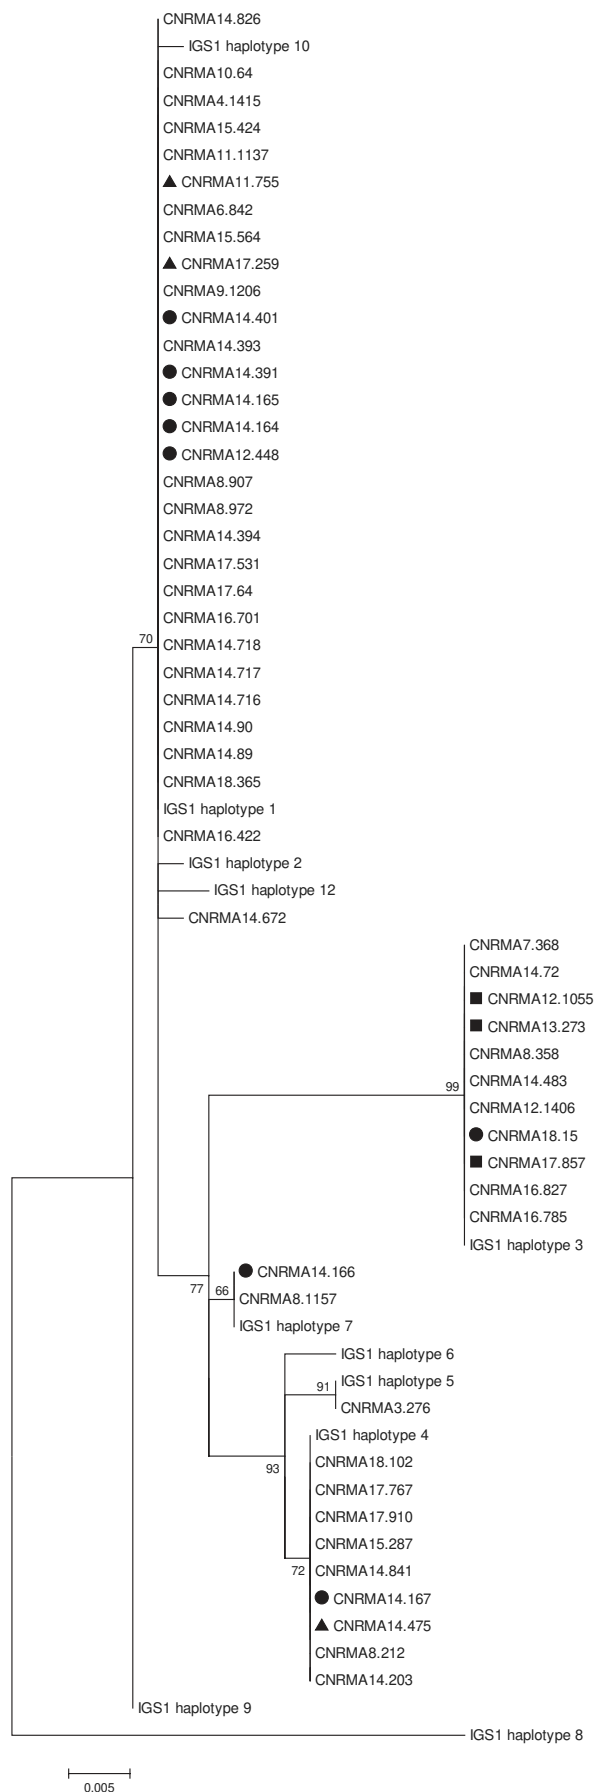 CNRMA14.826
IGS1 haplotype 10
CNRMA10.64
CNRMA4.1415
CNRMA15.424
CNRMA11.1137
CNRMA11.755
CNRMA6.842
CNRMA15.564
CNRMA17.259
CNRMA9.1206
CNRMA14.401
CNRMA14.393
CNRMA14.391
CNRMA14.165
CNRMA14.164
CNRMA12.448
CNRMA8.907
CNRMA8.972
CNRMA14.394
CNRMA17.531
CNRMA17.64
CNRMA16.701
70
CNRMA14.718
CNRMA14.717
CNRMA14.716
CNRMA14.90
CNRMA14.89
CNRMA18.365
IGS1 haplotype 1
CNRMA16.422
IGS1 haplotype 2
IGS1 haplotype 12
CNRMA14.672
CNRMA7.368
CNRMA14.72
CNRMA12.1055
CNRMA13.273
CNRMA8.358
CNRMA14.483
99
CNRMA12.1406
CNRMA18.15
CNRMA17.857
CNRMA16.827
CNRMA16.785
IGS1 haplotype 3
CNRMA14.166
77
66
CNRMA8.1157
IGS1 haplotype 7
IGS1 haplotype 6
91
IGS1 haplotype 5
CNRMA3.276
IGS1 haplotype 4
93
CNRMA18.102
CNRMA17.767
CNRMA17.910
CNRMA15.287
72
CNRMA14.841
CNRMA14.167
CNRMA14.475
CNRMA8.212
CNRMA14.203
IGS1 haplotype 9
IGS1 haplotype 8
0.005